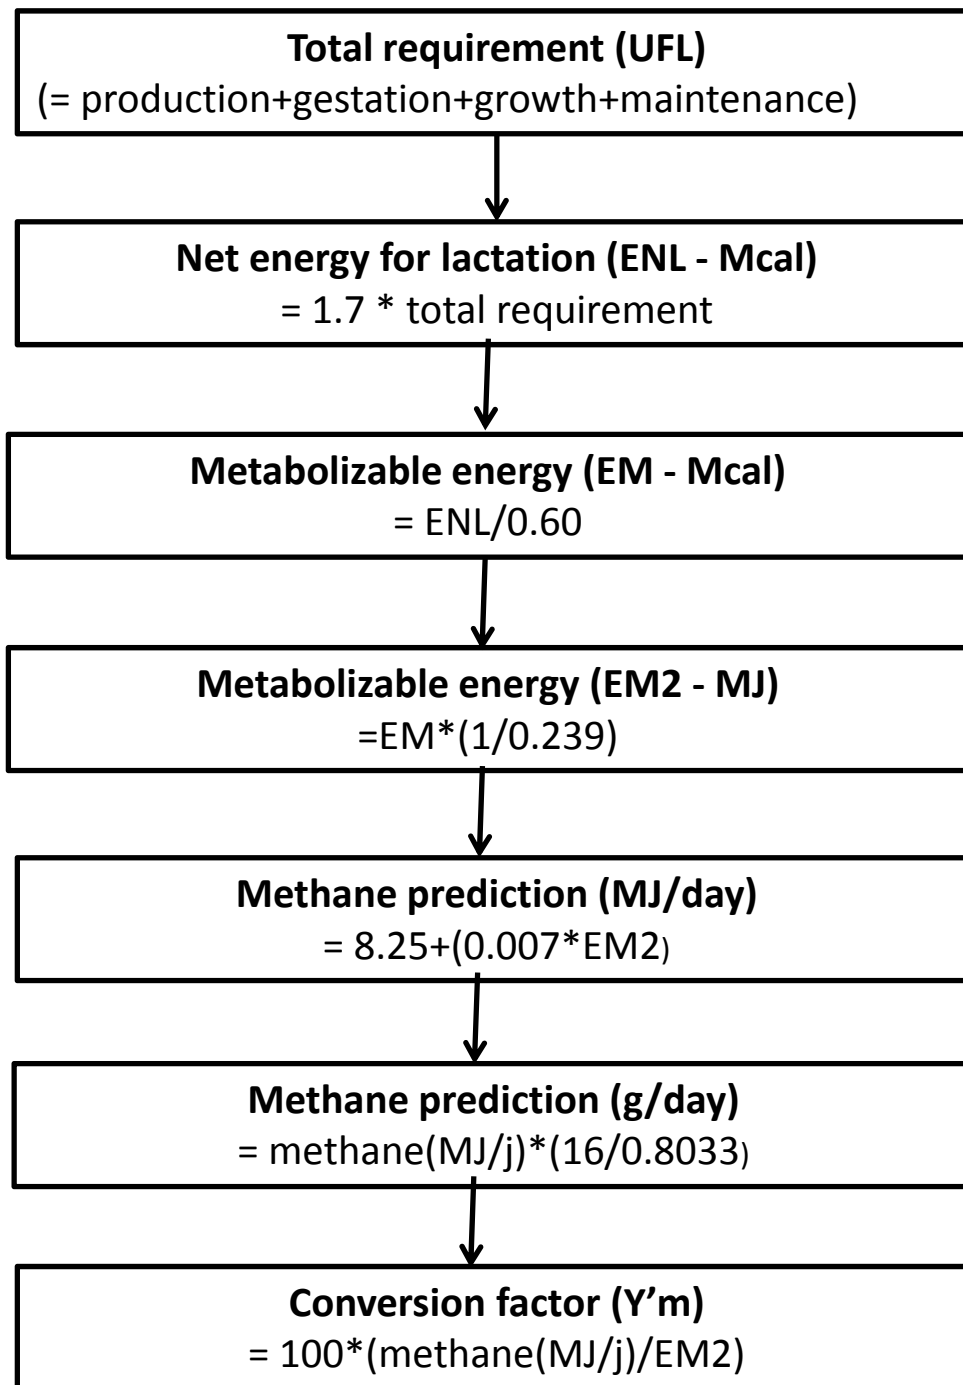 Total requirement (UFL)
(= production+gestation+growth+maintenance)
Net energy for lactation (ENL - Mcal)
= 1.7 * total requirement
Metabolizable energy (EM - Mcal)
= ENL/0.60
Metabolizable energy (EM2 - MJ)
=EM*(1/0.239)
Methane prediction (MJ/day)
= 8.25+(0.007*EM2)
Methane prediction (g/day)
= methane(MJ/j)*(16/0.8033)
Conversion factor (Y’m)
= 100*(methane(MJ/j)/EM2)